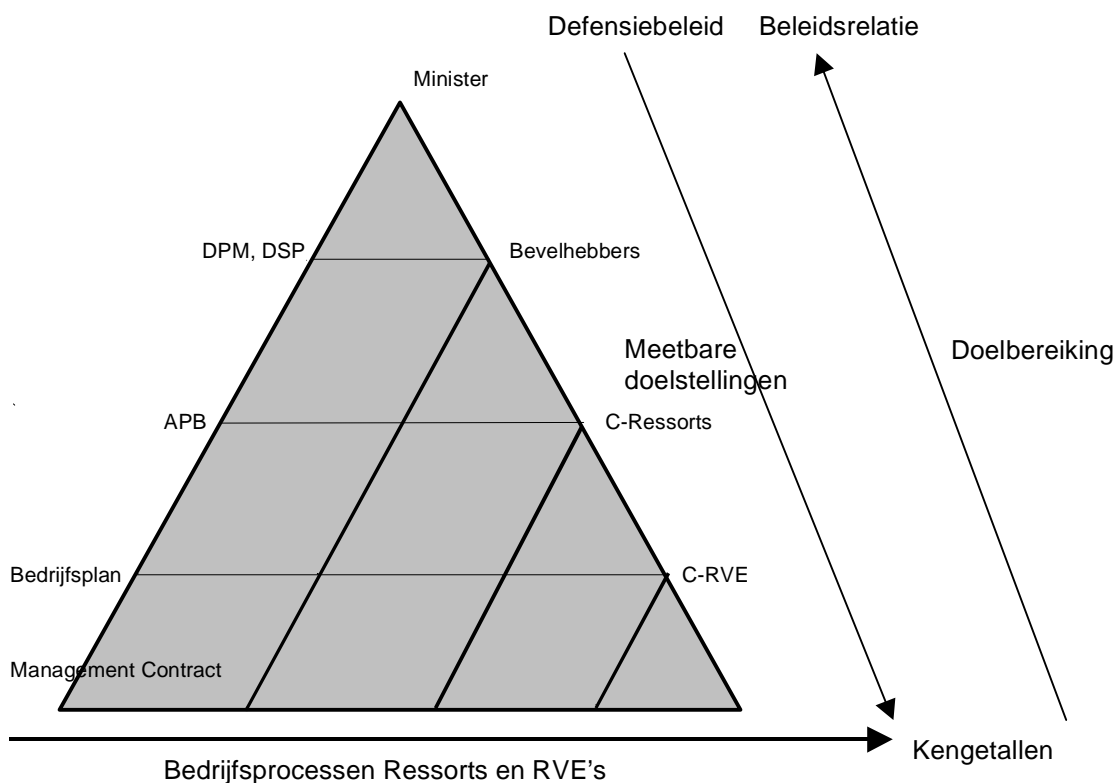 Defensiebeleid Beleidsrelatie
Minister
DPM, DSP
Bevelhebbers
Meetbare
doelstellingen
Doelbereiking
APB
C-Ressorts
Bedrijfsplan
C-RVE
Management Contract
Kengetallen
Bedrijfsprocessen Ressorts en RVE's